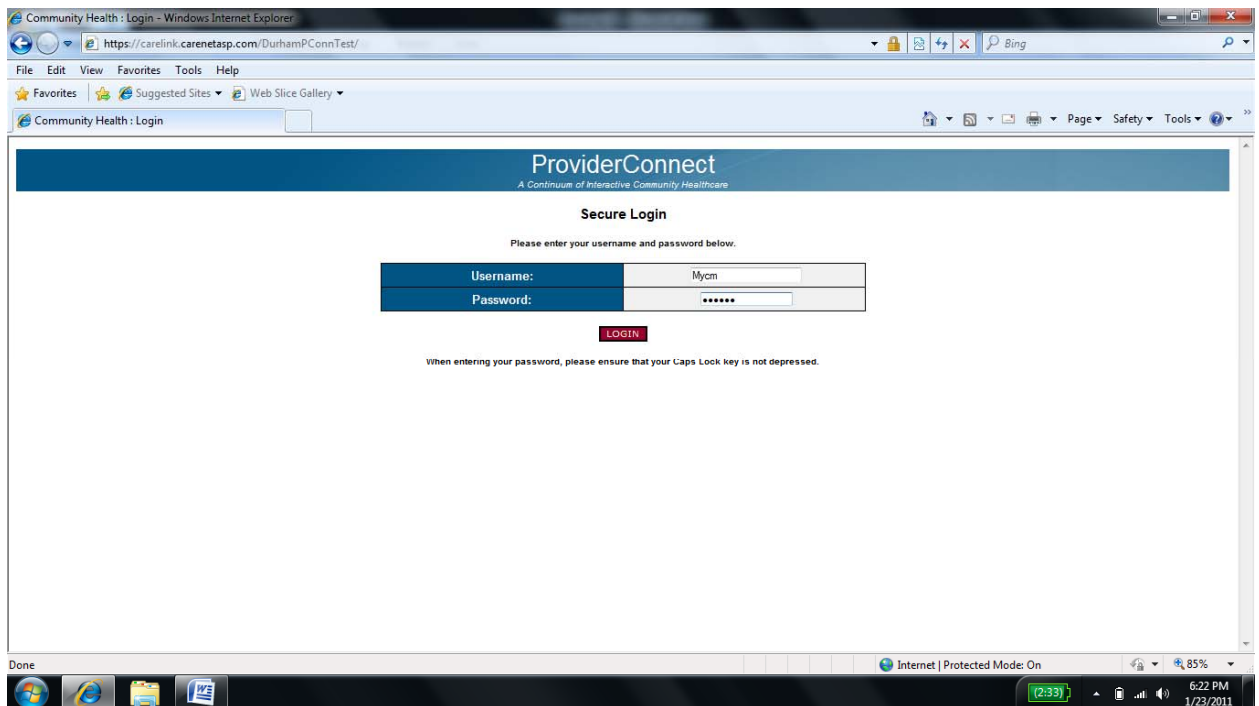 Community Health : Login - Windows Internet Explorer
https://carelink.carenetasp.com/DurhamPConnTest/
Bing
File Edit View Favorites Tools Help
Favorites Suggested Sites Web Slice Gallery
Community Health : Login
Page Safety Tools
ProviderConnect
A Continuum of Interactive Community Healthcare
Secure Login
Please enter your username and password below.
Username: Mycm
Password: ••••••
LOGIN
When entering your password, please ensure that your Caps Lock key is not depressed.
Done Internet | Protected Mode: On 85%
(2:33) 6:22 PM
1/23/2011